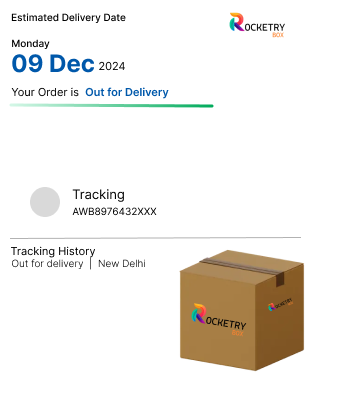 Estimated Delivery Date
ROCKETRY
BOX
Monday
09 Dec 2024
Your Order is Out for Delivery
Tracking
AWB8976432XXX
Tracking History
Out for delivery | New Delhi
ROCKETRY
BOX
ROCKETRY
BOX